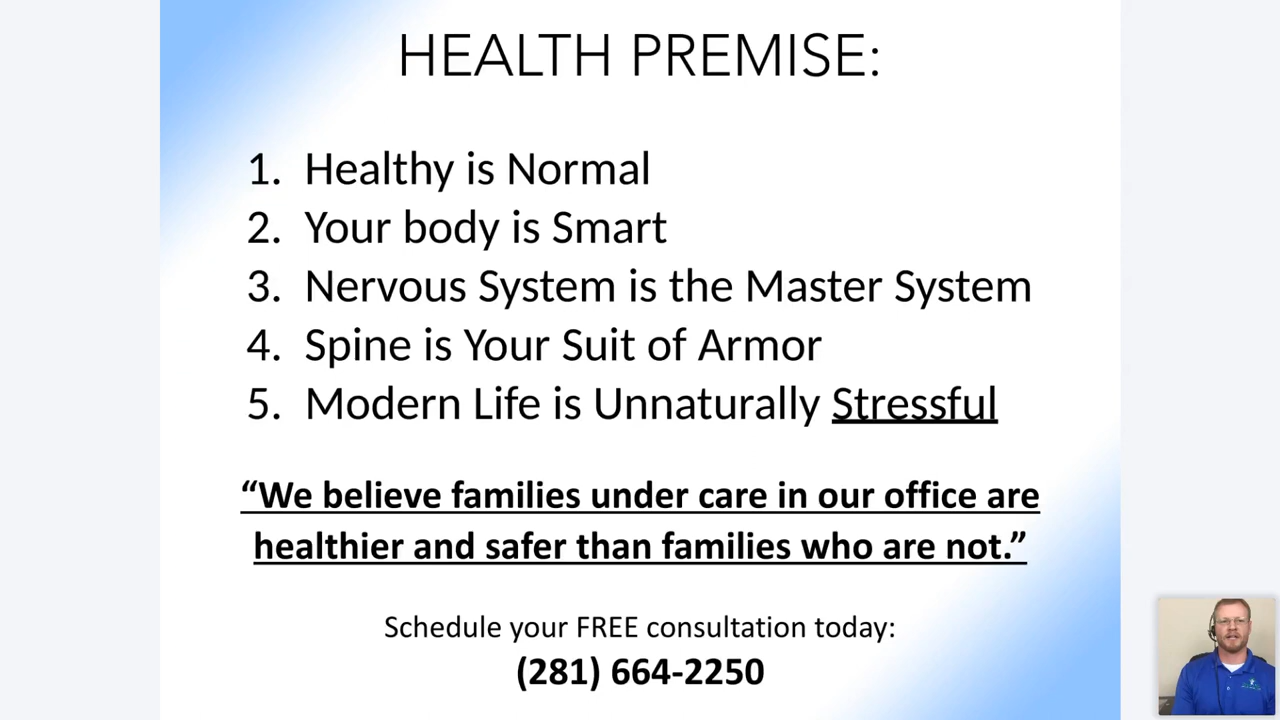 HEALTH PREMISE:
1. Healthy is Normal
2. Your body is Smart
3. Nervous System is the Master System
4. Spine is Your Suit of Armor
5. Modern Life is Unnaturally Stressful
“We believe families under care in our office are
healthier and safer than families who are not.”
Schedule your FREE consultation today:
(281) 664-2250